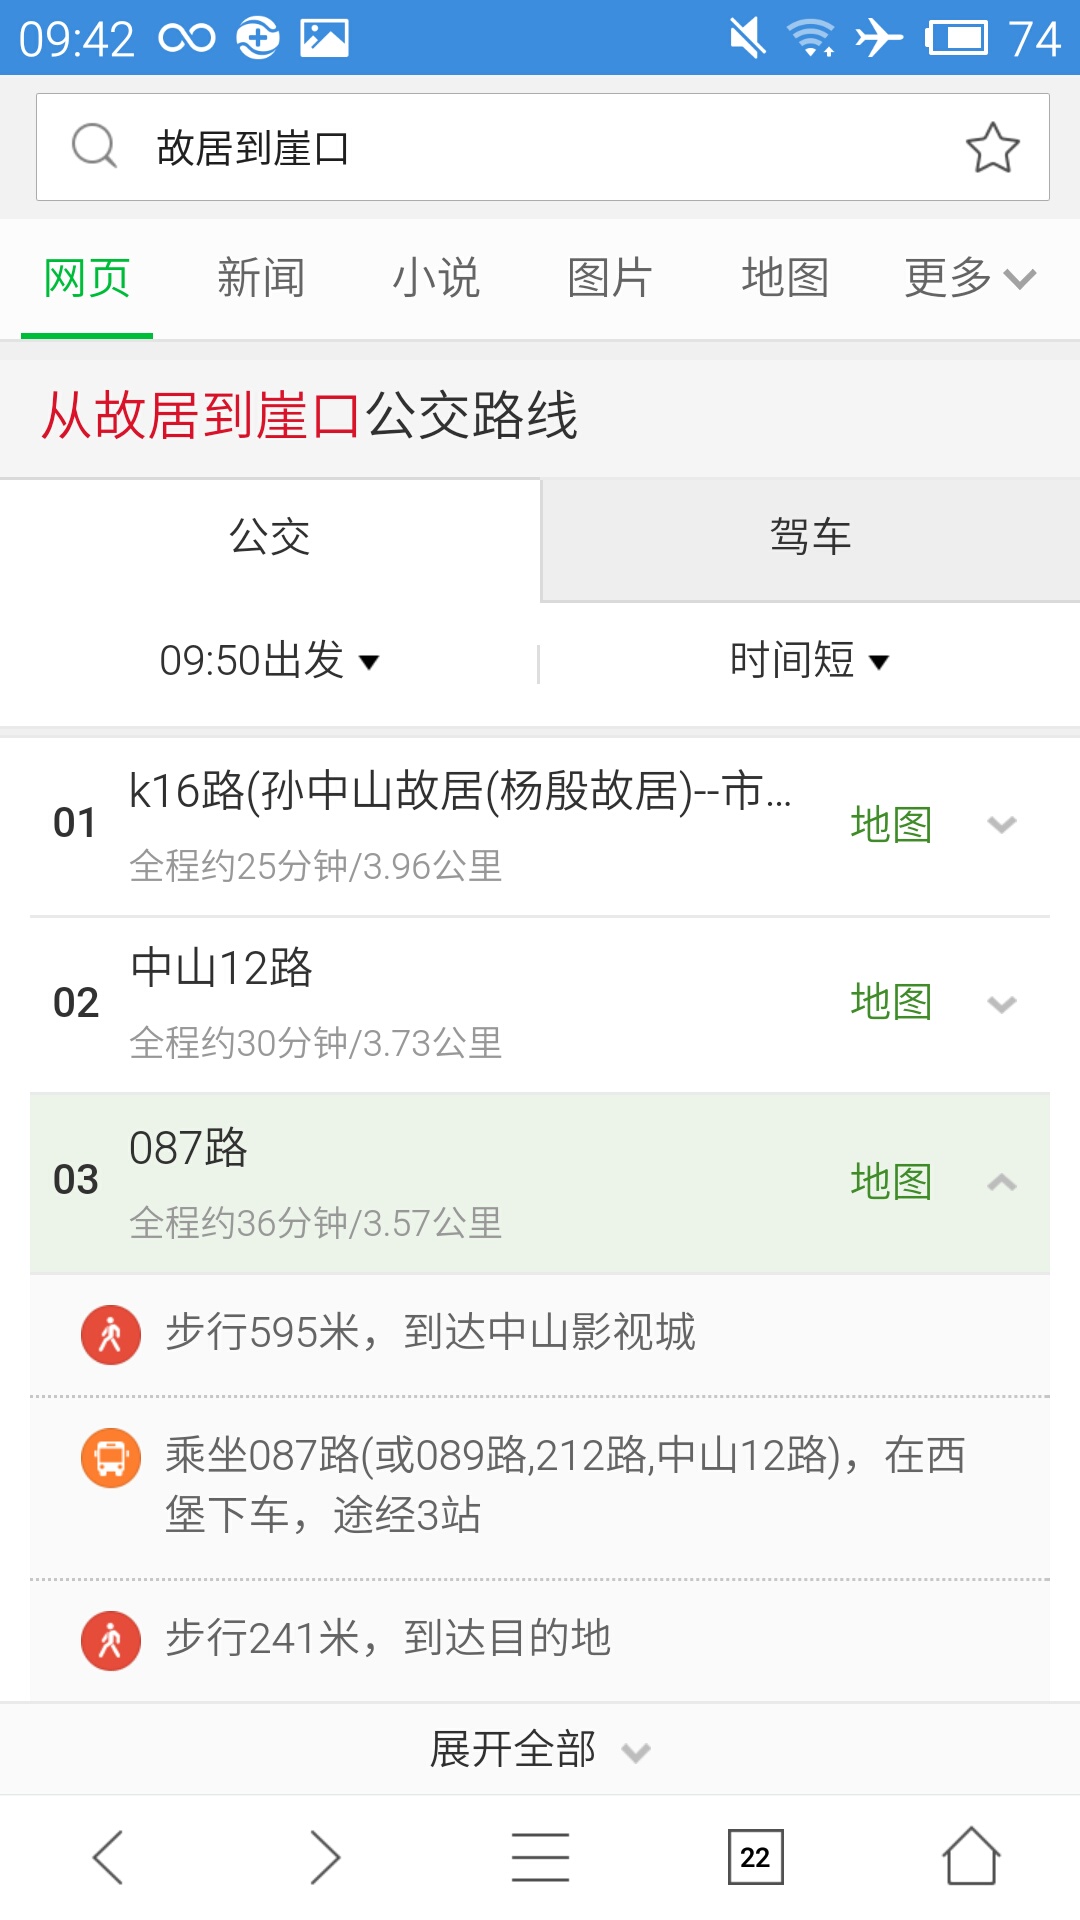 09:42
74
故居到崖口
网页 新闻 小说 图片 地图 更多
从故居到崖口公交路线
公交 驾车
09:50出发 时间短
01 k16路(孙中山故居(杨殷故居)--市... 地图
全程约25分钟/3.96公里
02 中山12路 地图
全程约30分钟/3.73公里
03 087路 地图
全程约36分钟/3.57公里
步行595米，到达中山影视城
乘坐087路(或089路,212路,中山12路)，在西
堡下车，途经3站
步行241米，到达目的地
展开全部
22